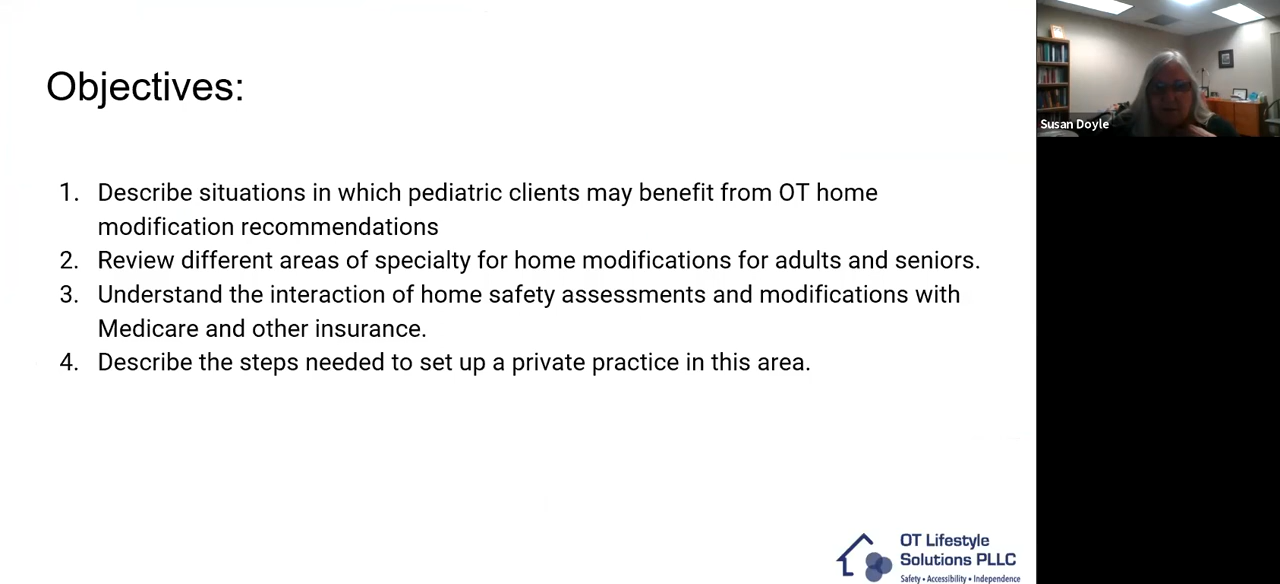 Objectives:
1. Describe situations in which pediatric clients may benefit from OT home
modification recommendations
2. Review different areas of specialty for home modifications for adults and seniors.
3. Understand the interaction of home safety assessments and modifications with
Medicare and other insurance.
4. Describe the steps needed to set up a private practice in this area.
Susan Doyle
OT Lifestyle
Solutions PLLC
Safety • Accessibility • Independence